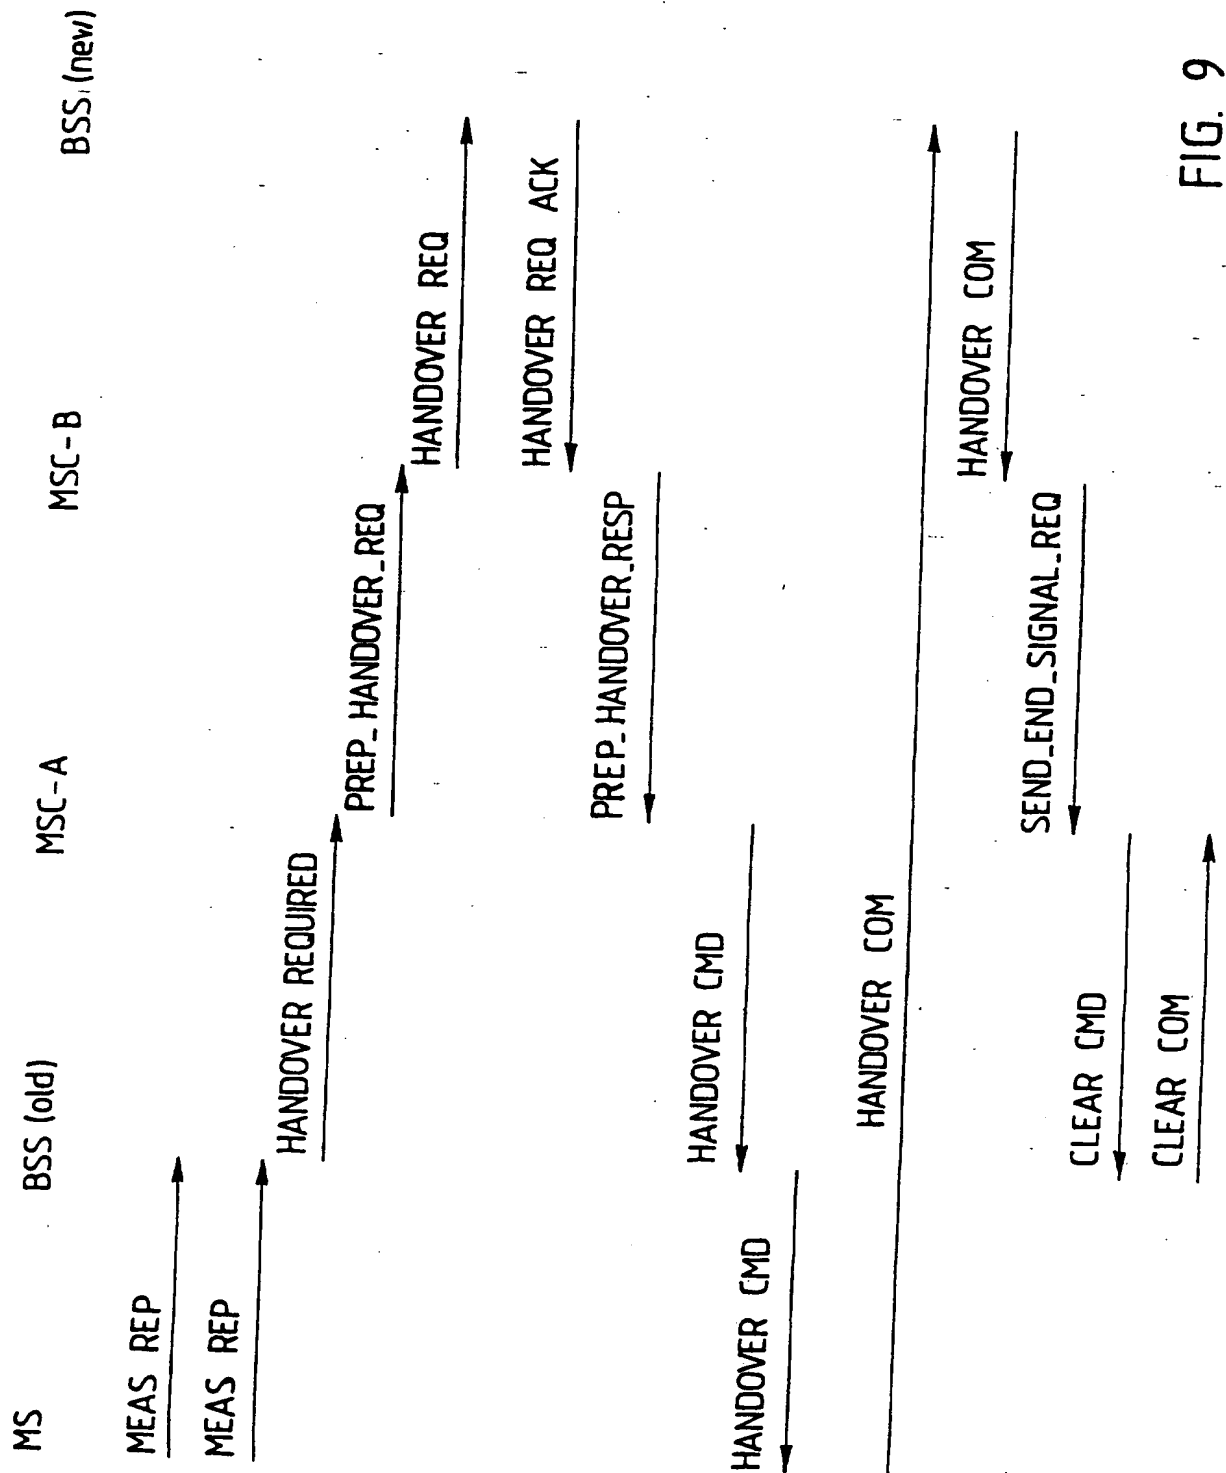 MS
BSS (old)
MSC-A
MSC-B
BSS (new)
MEAS REP
MEAS REP
HANDOVER REQUIRED
PREP_HANDOVER_REQ
HANDOVER REQ
HANDOVER REQ ACK
PREP_HANDOVER_RESP
HANDOVER CMD
HANDOVER CMD
HANDOVER COM
HANDOVER COM
SEND_END_SIGNAL_REQ
CLEAR CMD
CLEAR COM
FIG. 9